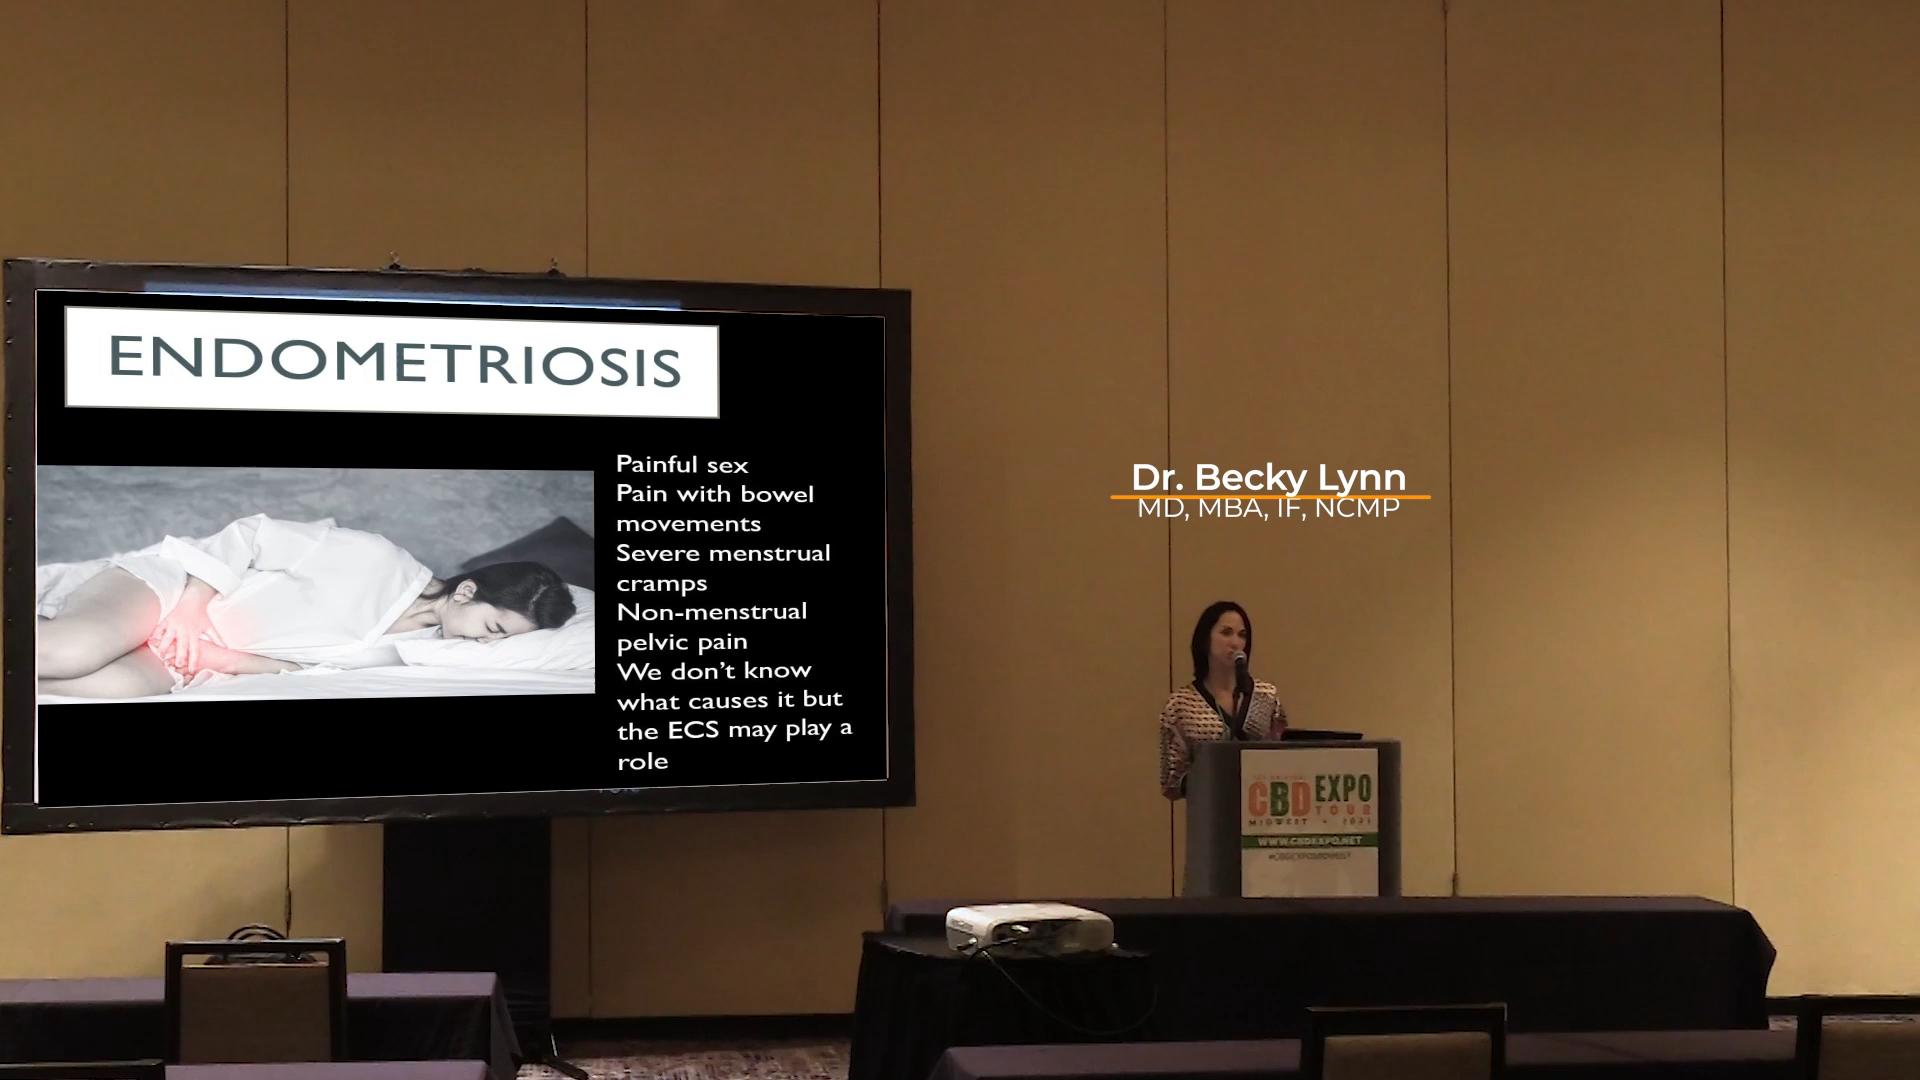 ENDOMETRIOSIS
Painful sex
Pain with bowel
movements
Severe menstrual
cramps
Non-menstrual
pelvic pain
We don't know
what causes it but
the ECS may play a
role
Dr. Becky Lynn
MD, MBA, IF, NCMP
CBD EXPO
TOUR
MIDWEST • 2021
WWW.CBDEXPO.NET